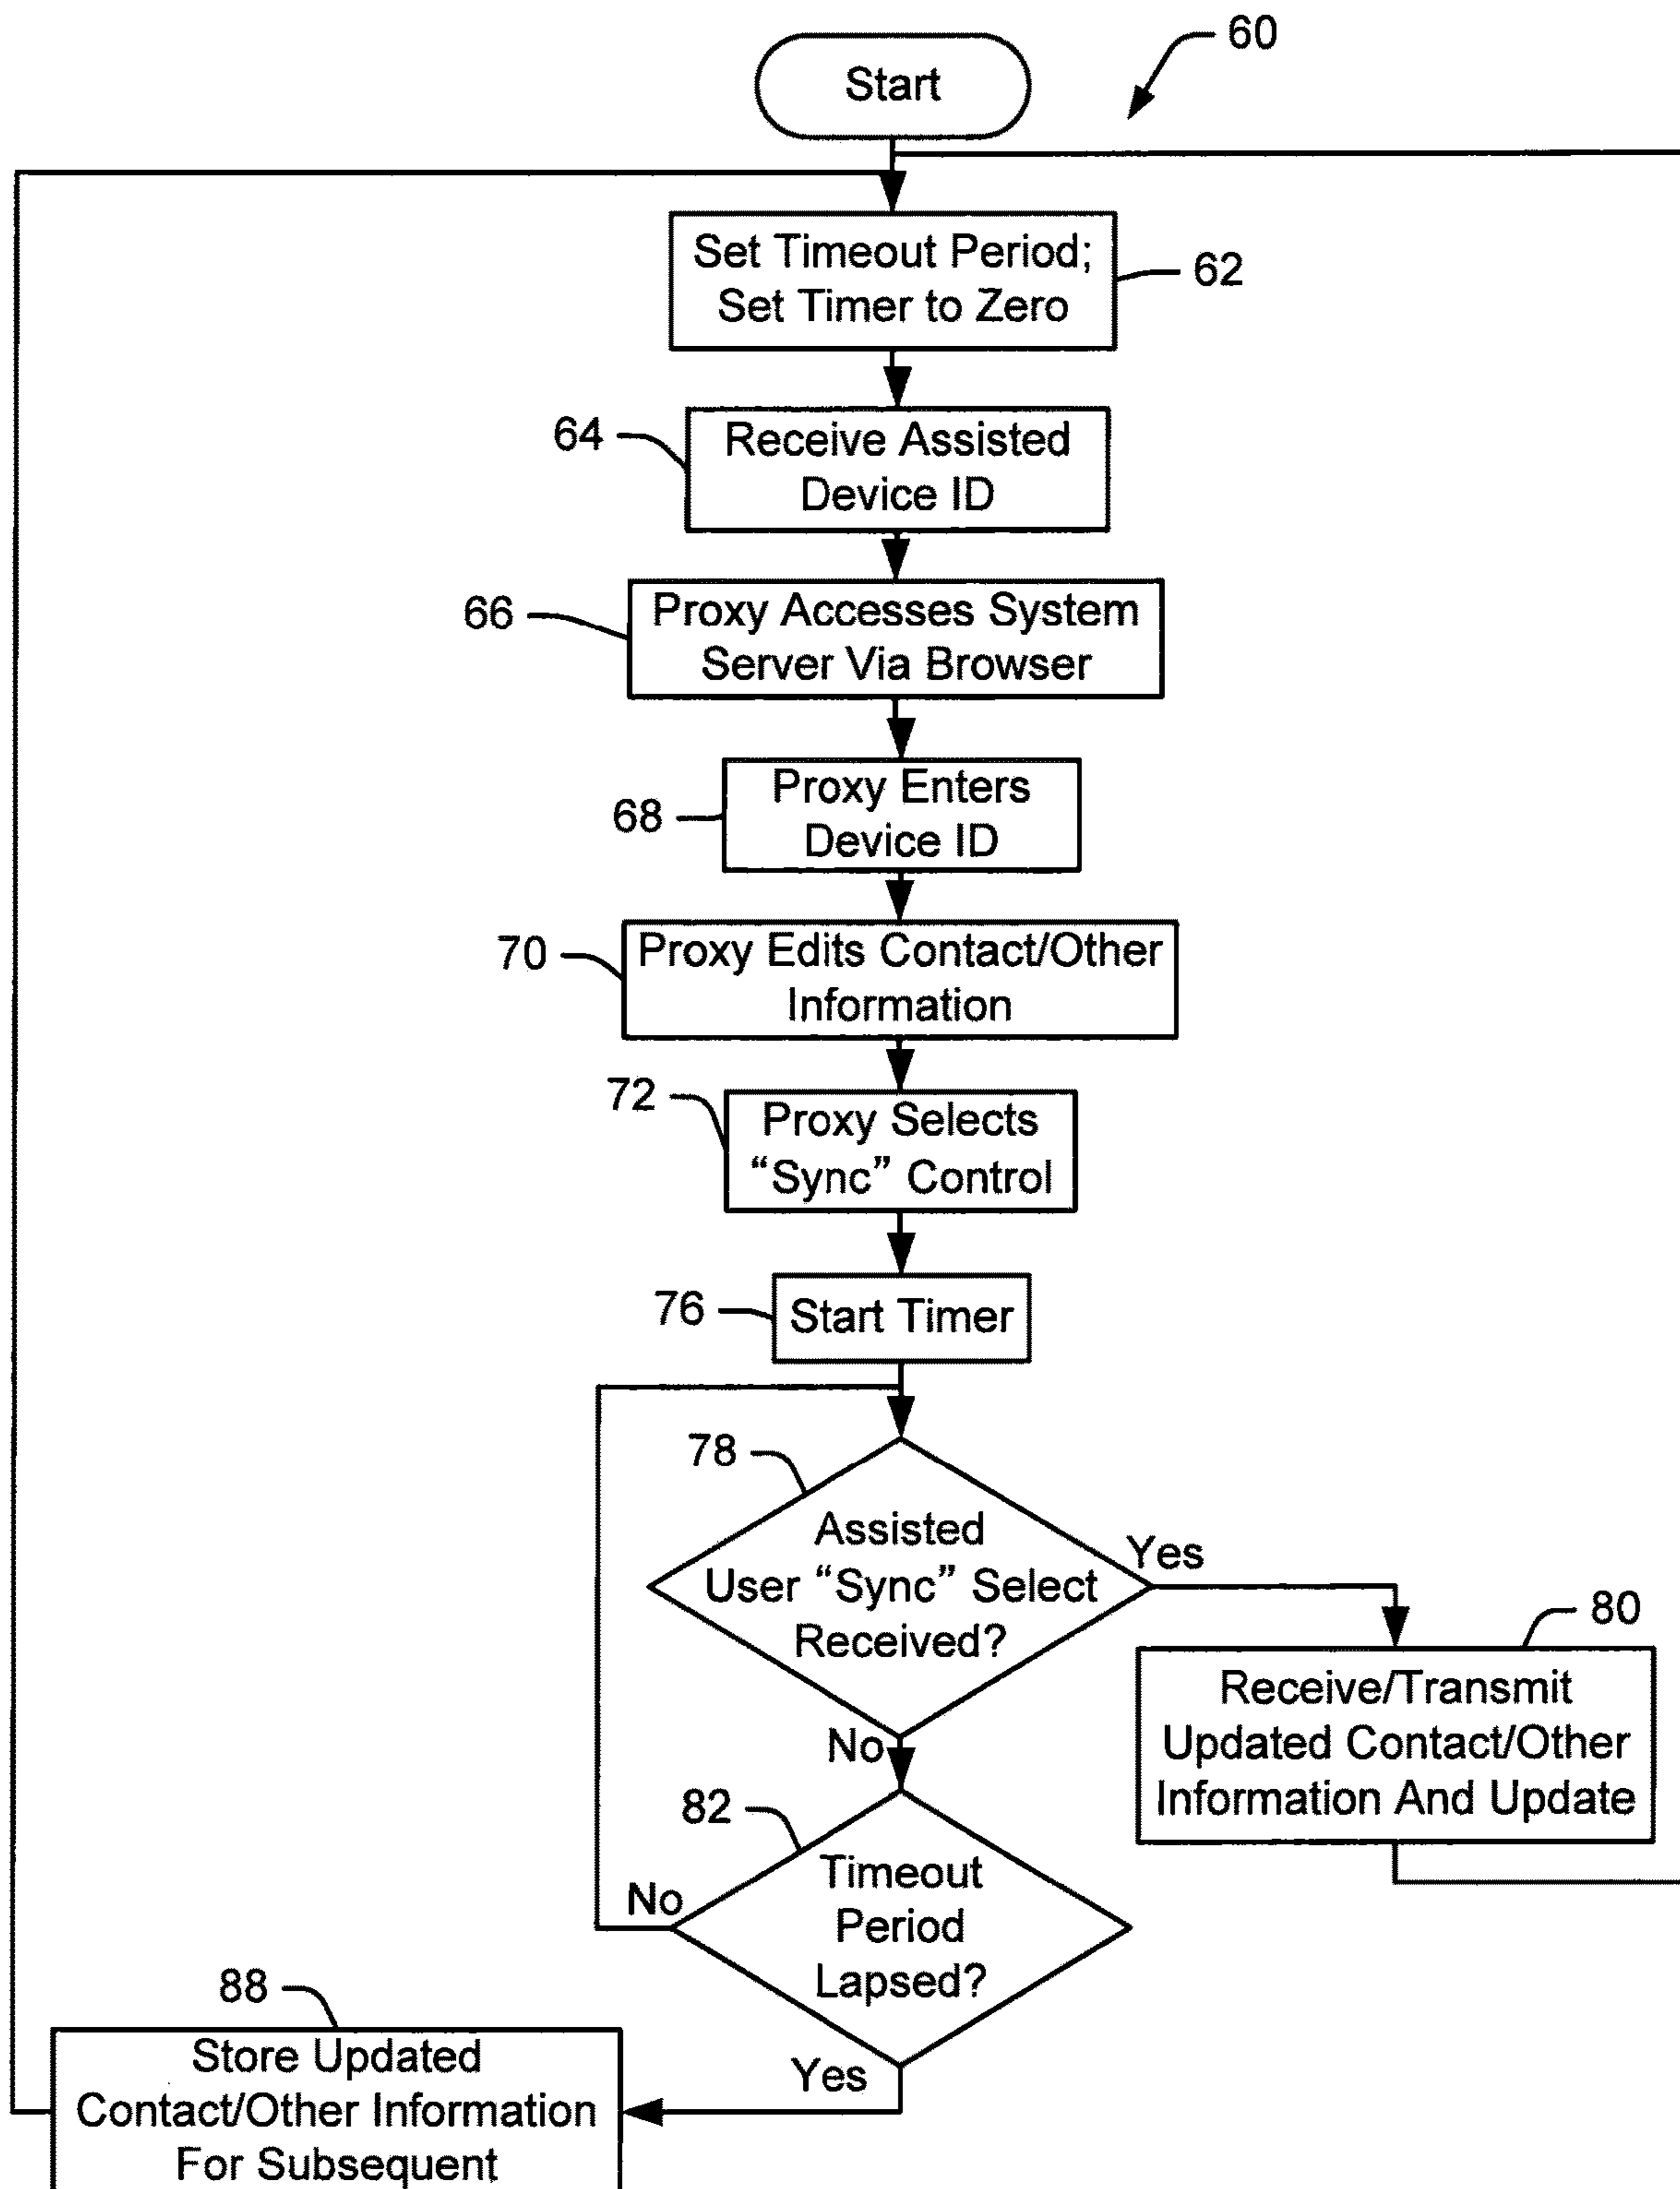 60
Start
Set Timeout Period;
Set Timer to Zero
62
64
Receive Assisted
Device ID
66
Proxy Accesses System
Server Via Browser
68
Proxy Enters
Device ID
70
Proxy Edits Contact/Other
Information
72
Proxy Selects
“Sync” Control
76
Start Timer
78
Assisted
User “Sync” Select
Received?
Yes
80
Receive/Transmit
Updated Contact/Other
Information And Update
No
82
Timeout
Period
Lapsed?
No
Yes
88
Store Updated
Contact/Other Information
For Subsequent